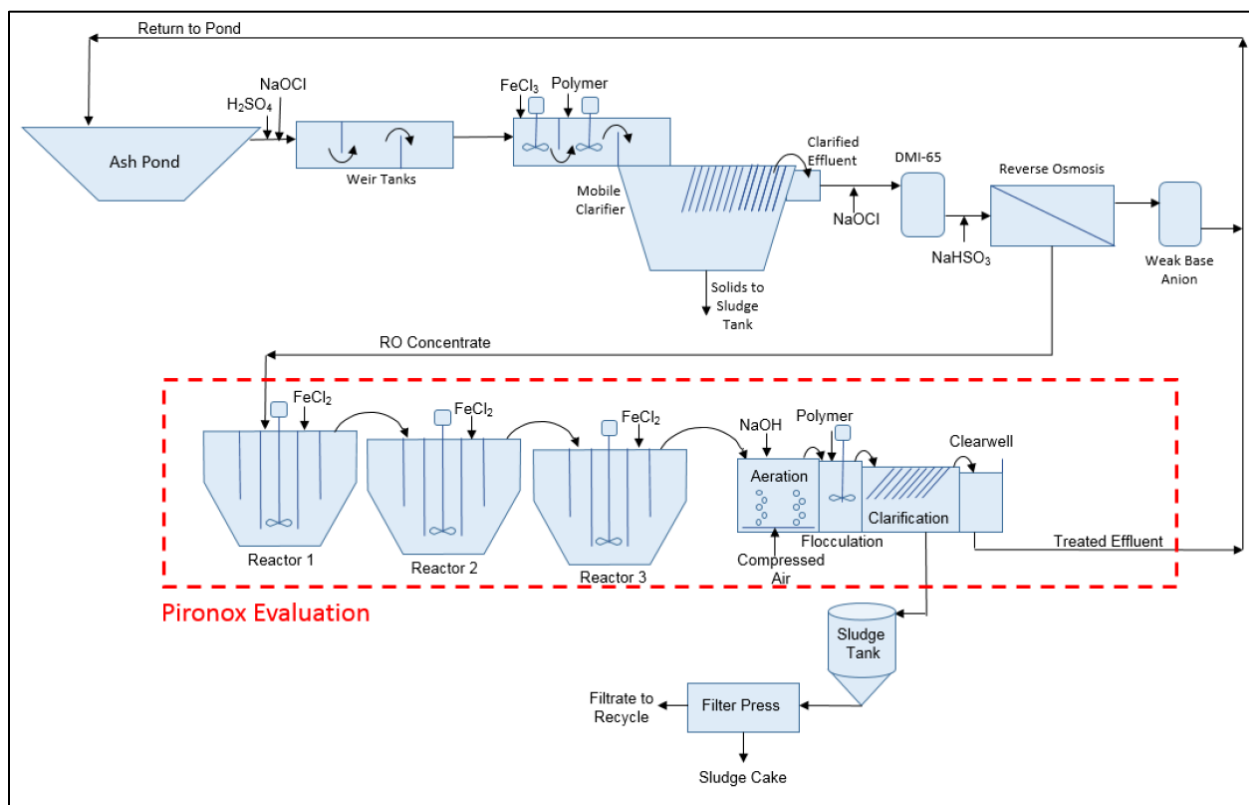 Return to Pond
NaOCl
H₂SO₄
FeCl₃
Polymer
Ash Pond
Weir Tanks
Mobile
Clarifier
Clarified
Effluent
NaOCl
DMI-65
NaHSO₃
Reverse Osmosis
Weak Base
Anion
Solids to
Sludge
Tank
RO Concentrate
FeCl₂
FeCl₂
FeCl₂
NaOH
Polymer
Clearwell
Aeration
Clarification
Flocculation
Compressed
Air
Treated Effluent
Reactor 1
Reactor 2
Reactor 3
Pironox Evaluation
Sludge
Tank
Filter Press
Filtrate to
Recycle
Sludge Cake